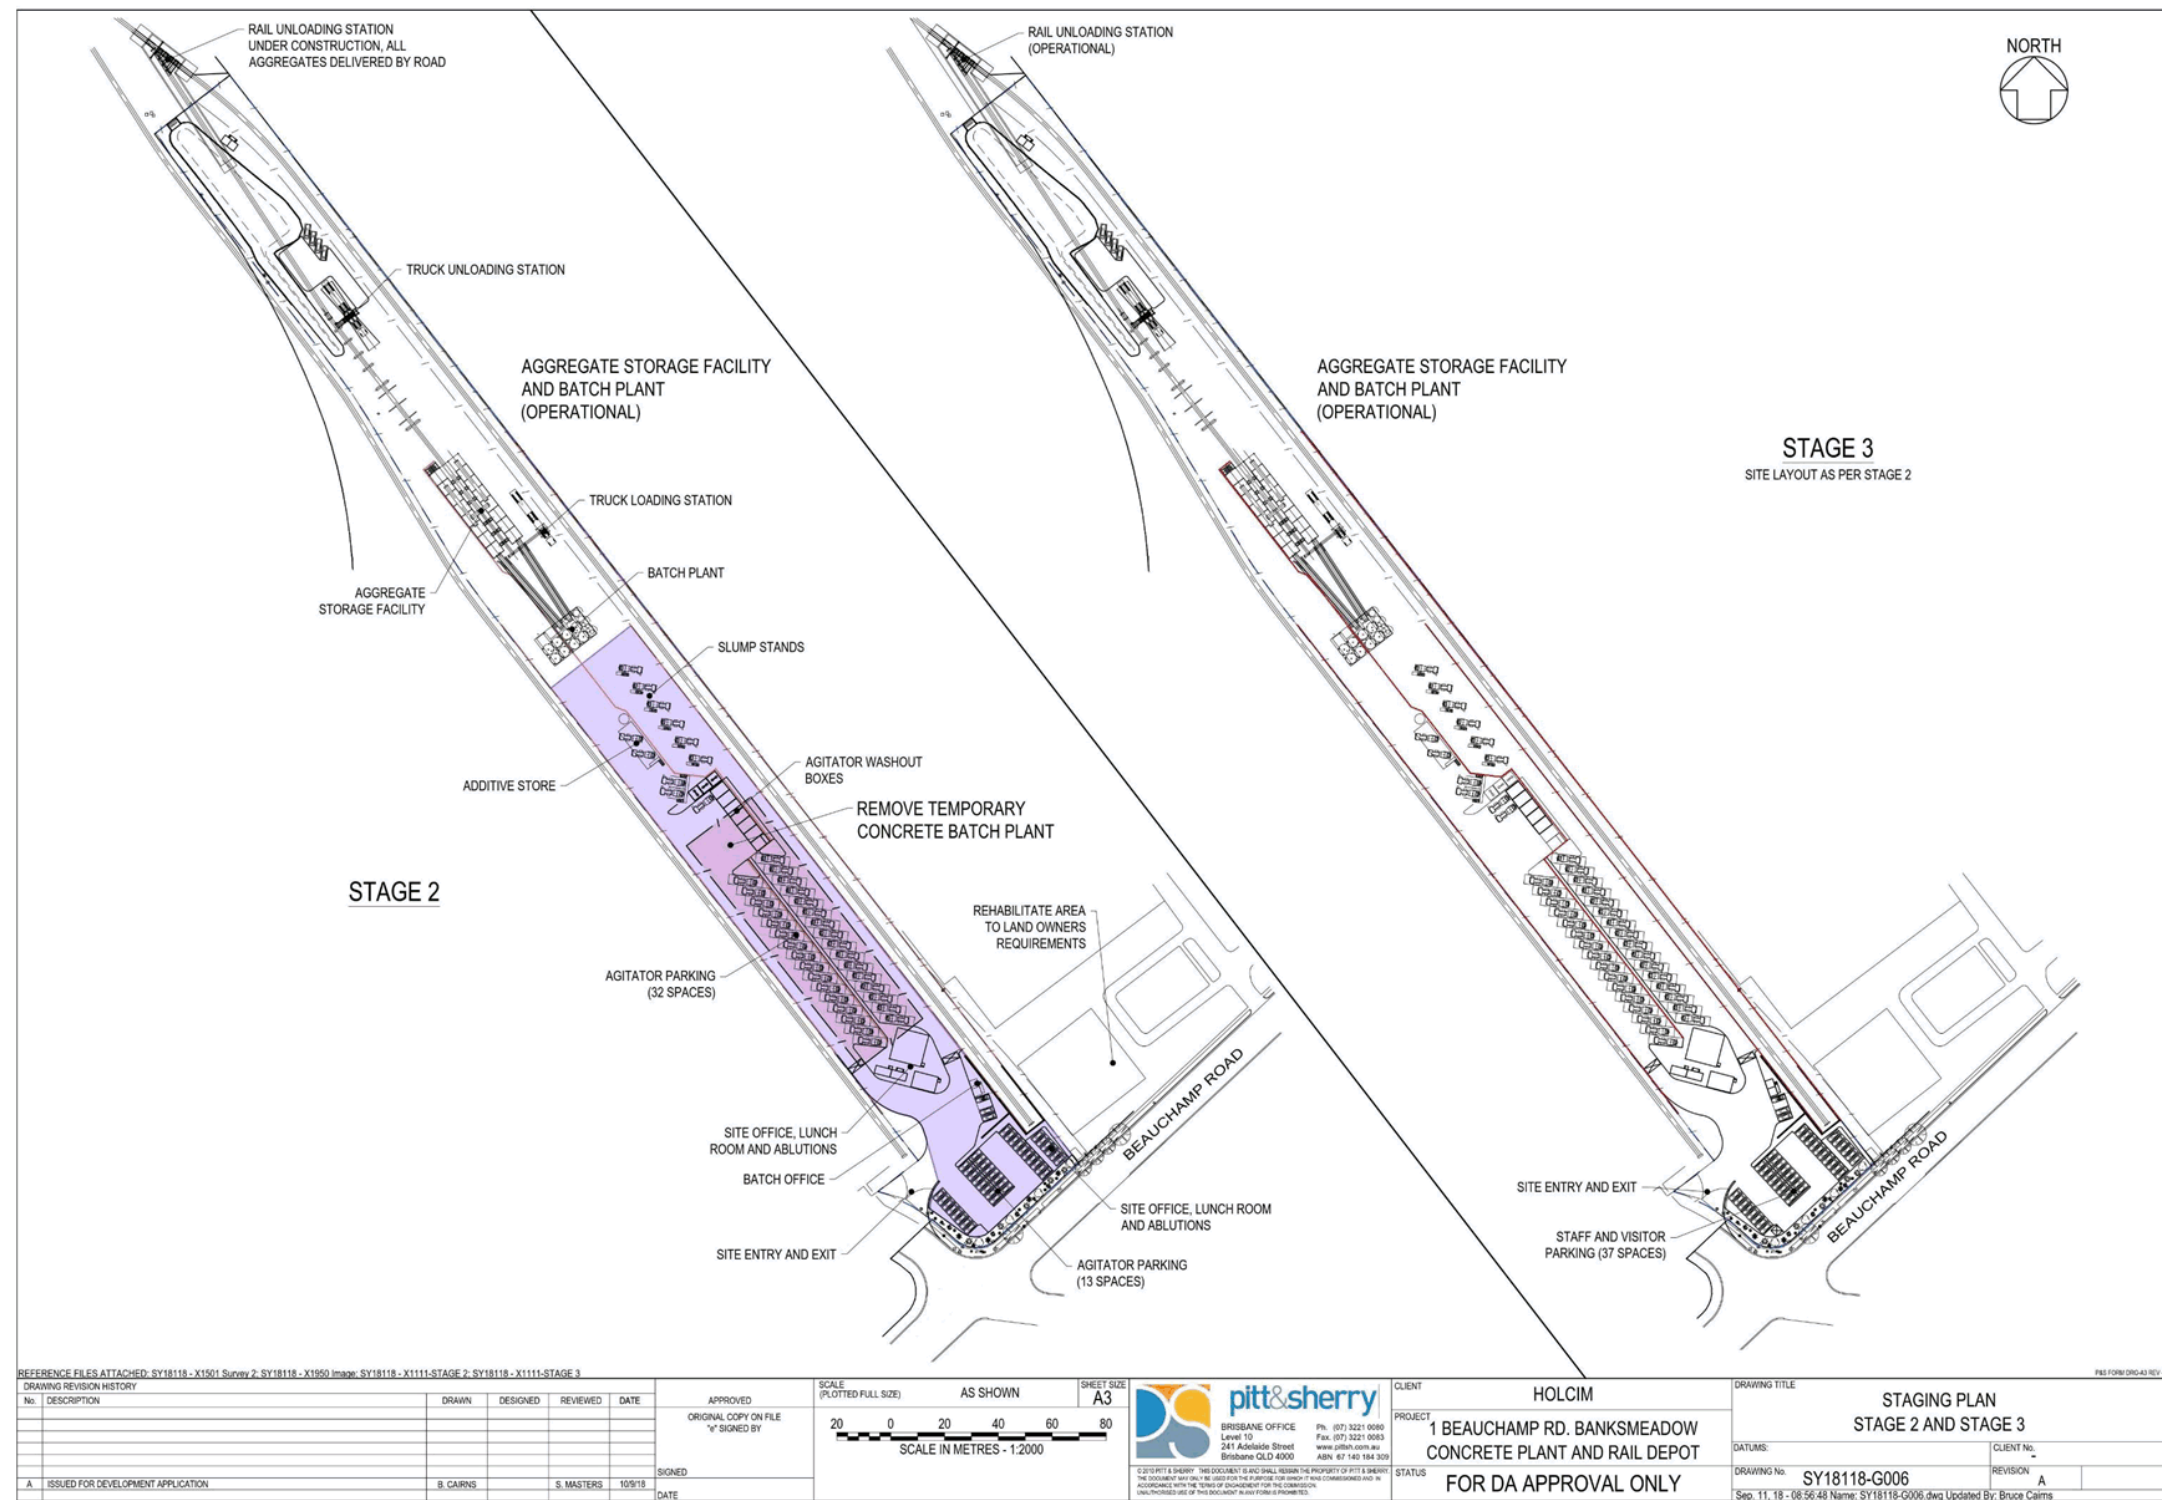 RAIL UNLOADING STATION
UNDER CONSTRUCTION, ALL
AGGREGATES DELIVERED BY ROAD
TRUCK UNLOADING STATION
AGGREGATE STORAGE FACILITY
AND BATCH PLANT
(OPERATIONAL)
TRUCK LOADING STATION
BATCH PLANT
AGGREGATE
STORAGE FACILITY
SLUMP STANDS
ADDITIVE STORE
AGITATOR WASHOUT
BOXES
REMOVE TEMPORARY
CONCRETE BATCH PLANT
STAGE 2
REHABILITATE AREA
TO LAND OWNERS
REQUIREMENTS
AGITATOR PARKING
(32 SPACES)
BEAUCHAMP ROAD
SITE OFFICE, LUNCH
ROOM AND ABLUTIONS
BATCH OFFICE
SITE ENTRY AND EXIT
SITE OFFICE, LUNCH ROOM
AND ABLUTIONS
AGITATOR PARKING
(13 SPACES)
RAIL UNLOADING STATION
(OPERATIONAL)
NORTH
AGGREGATE STORAGE FACILITY
AND BATCH PLANT
(OPERATIONAL)
STAGE 3
SITE LAYOUT AS PER STAGE 2
SITE ENTRY AND EXIT
STAFF AND VISITOR
PARKING (37 SPACES)
BEAUCHAMP ROAD
REFERENCE FILES ATTACHED: SY18118 - X1501 Survey 2; SY18118 - X1950 Image; SY18118 - X1111-STAGE 2; SY18118 - X1111-STAGE 3
DRAWING REVISION HISTORY
No. DESCRIPTION DRAWN DESIGNED REVIEWED DATE
A ISSUED FOR DEVELOPMENT APPLICATION B. CAIRNS S. MASTERS 10/9/18
APPROVED
ORIGINAL COPY ON FILE
"e" SIGNED BY
SIGNED
DATE
SCALE
(PLOTTED FULL SIZE) AS SHOWN
SHEET SIZE
A3
20 0 20 40 60 80
SCALE IN METRES - 1:2000
pitt&sherry
BRISBANE OFFICE
Level 10
241 Adelaide Street
Brisbane QLD 4000
Ph. (07) 3221 0080
Fax. (07) 3221 0083
www.pittsh.com.au
ABN 67 140 184 309
CLIENT
HOLCIM
PROJECT
1 BEAUCHAMP RD. BANKSMEADOW
CONCRETE PLANT AND RAIL DEPOT
STATUS
FOR DA APPROVAL ONLY
DRAWING TITLE
STAGING PLAN
STAGE 2 AND STAGE 3
DATUMS:
CLIENT No.
-
DRAWING No.
SY18118-G006
REVISION
A
Sep. 11, 18 - 08:56:48 Name: SY18118-G006.dwg Updated By: Bruce Cairns